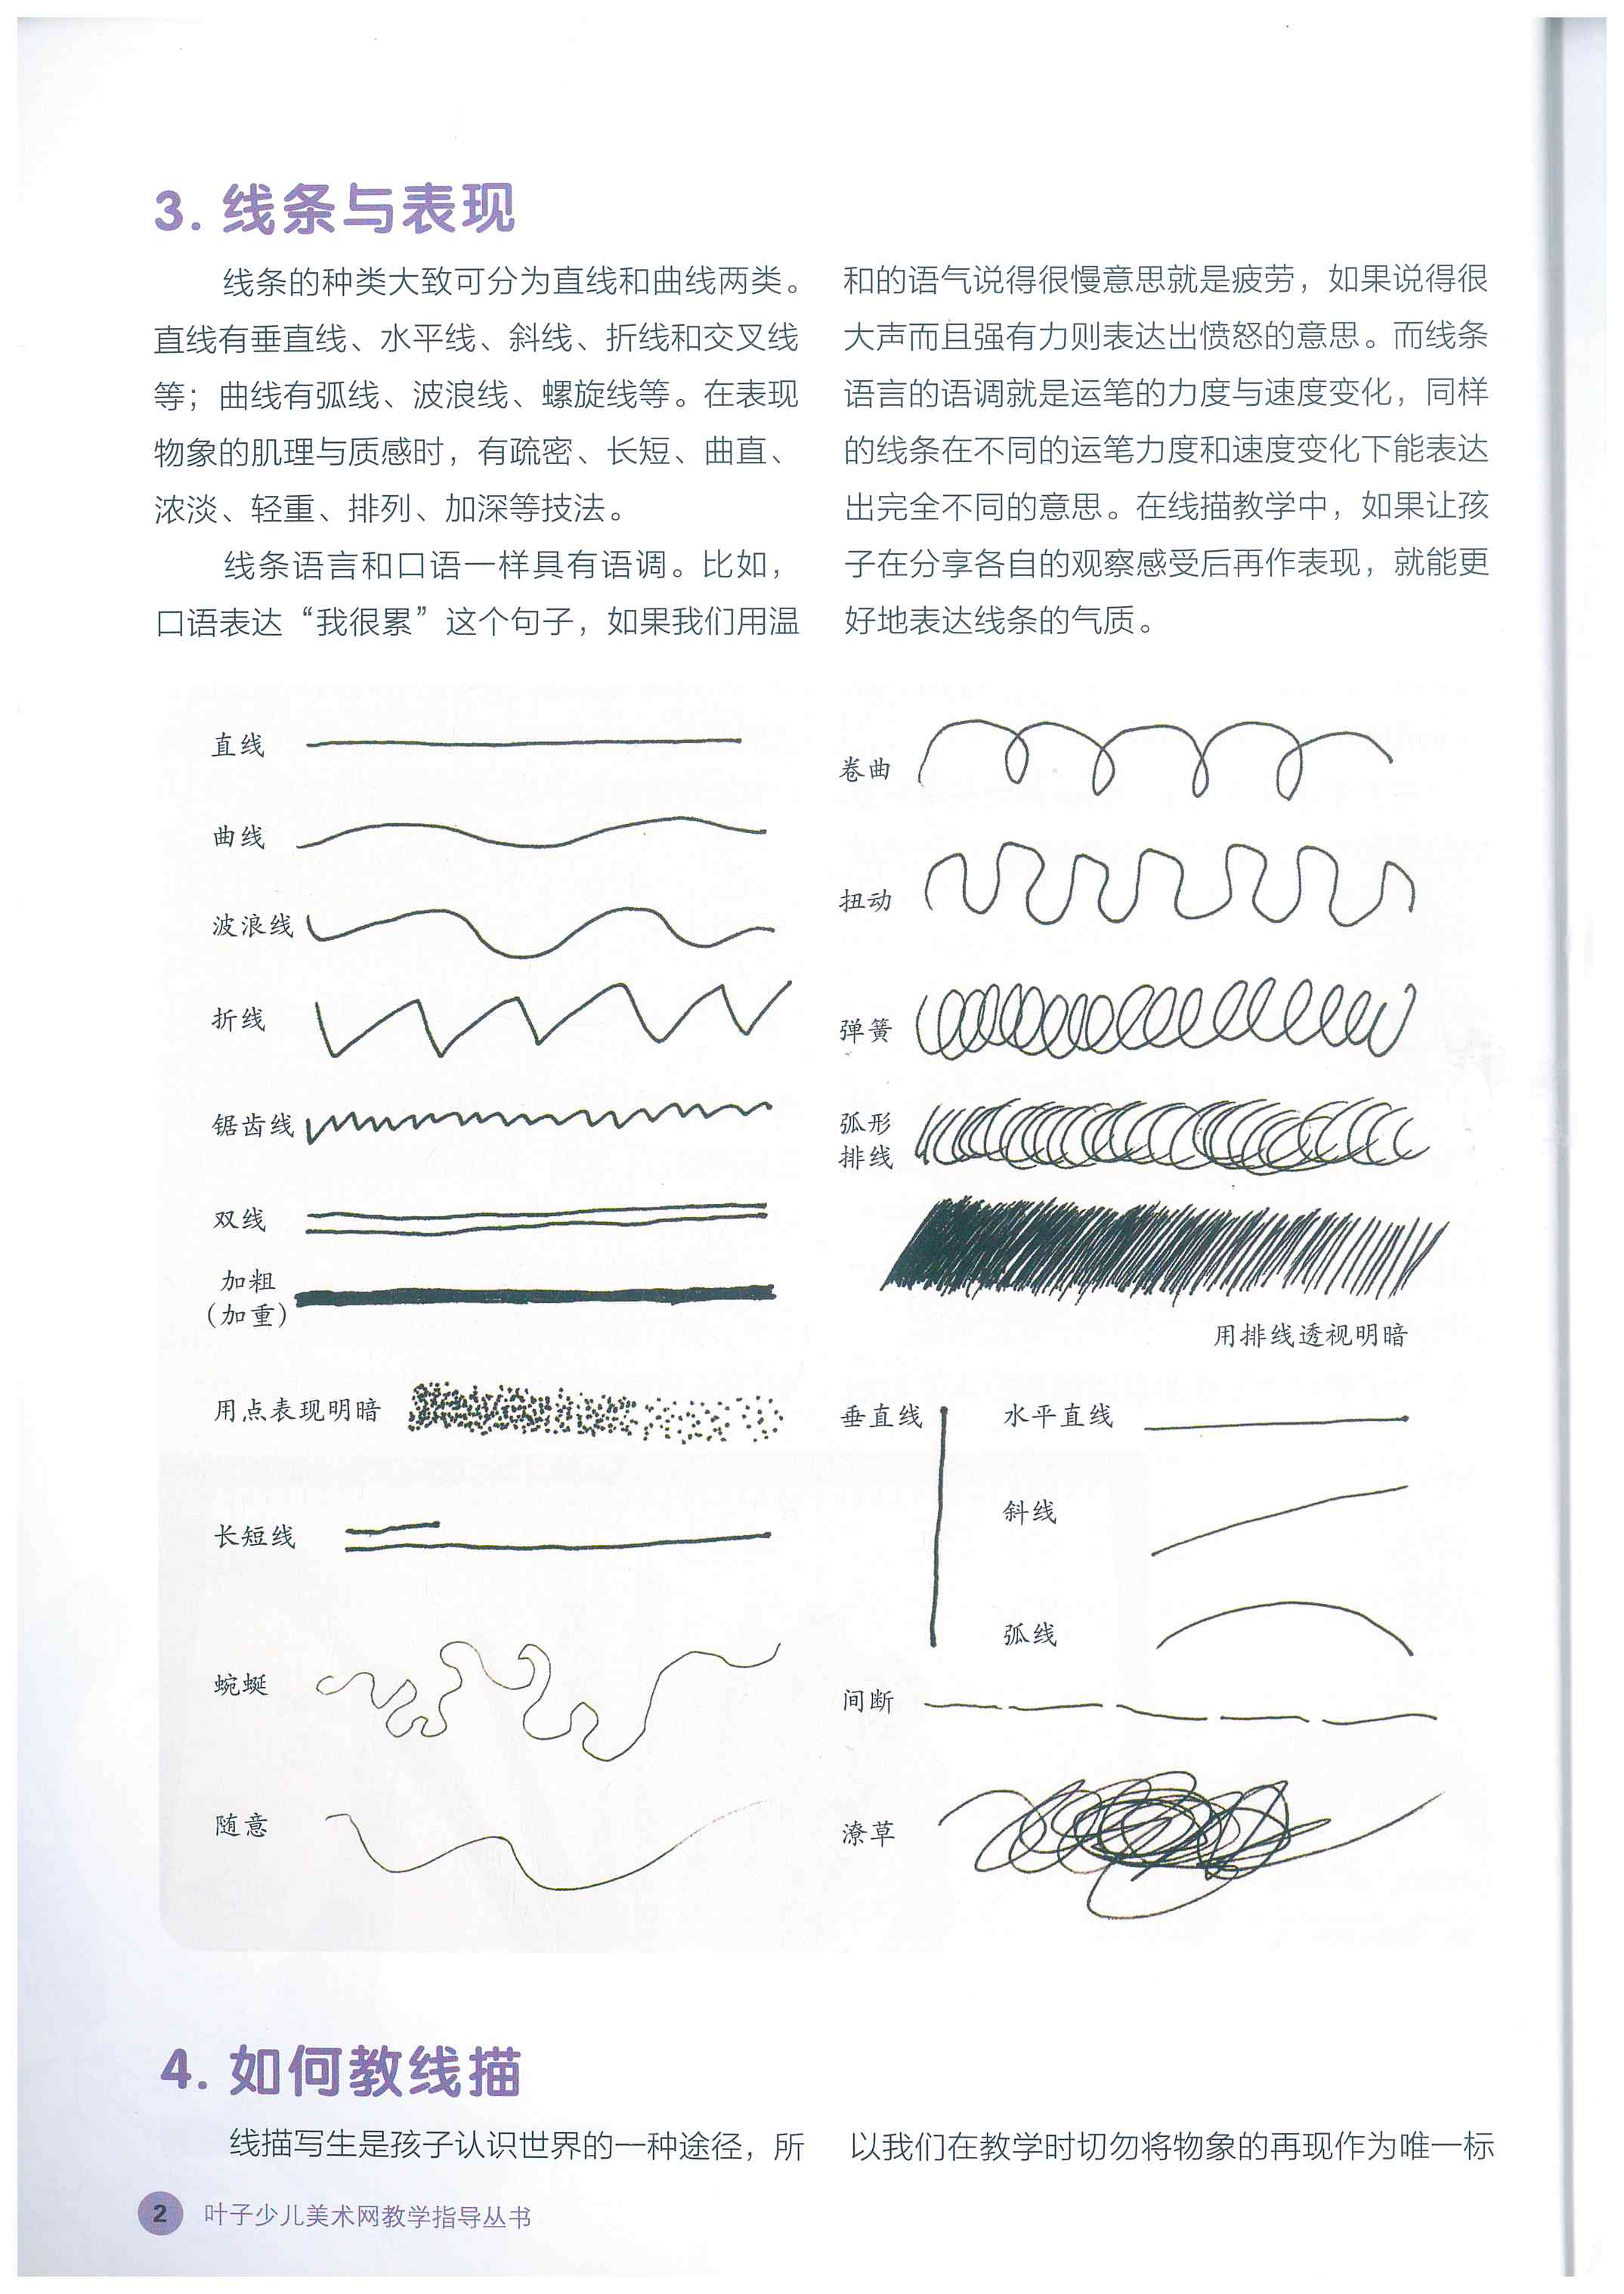 3. 线条与表现
线条的种类大致可分为直线和曲线两类。
直线有垂直线、水平线、斜线、折线和交叉线
等；曲线有弧线、波浪线、螺旋线等。在表现
物象的肌理与质感时，有疏密、长短、曲直、
浓淡、轻重、排列、加深等技法。
线条语言和口语一样具有语调。比如，
口语表达“我很累”这个句子，如果我们用温
和的语气说得很慢意思就是疲劳，如果说得很
大声而且强有力则表达出愤怒的意思。而线条
语言的语调就是运笔的力度与速度变化，同样
的线条在不同的运笔力度和速度变化下能表达
出完全不同的意思。在线描教学中，如果让孩
子在分享各自的观察感受后再作表现，就能更
好地表达线条的气质。
直线
曲线
波浪线
折线
锯齿线
双线
加粗
（加重）
用点表现明暗
长短线
蜿蜒
随意
卷曲
扭动
弹簧
弧形
排线
用排线透视明暗
垂直线
水平直线
斜线
弧线
间断
潦草
4. 如何教线描
线描写生是孩子认识世界的一种途径，所
以我们在教学时切勿将物象的再现作为唯一标
2 叶子少儿美术网教学指导丛书